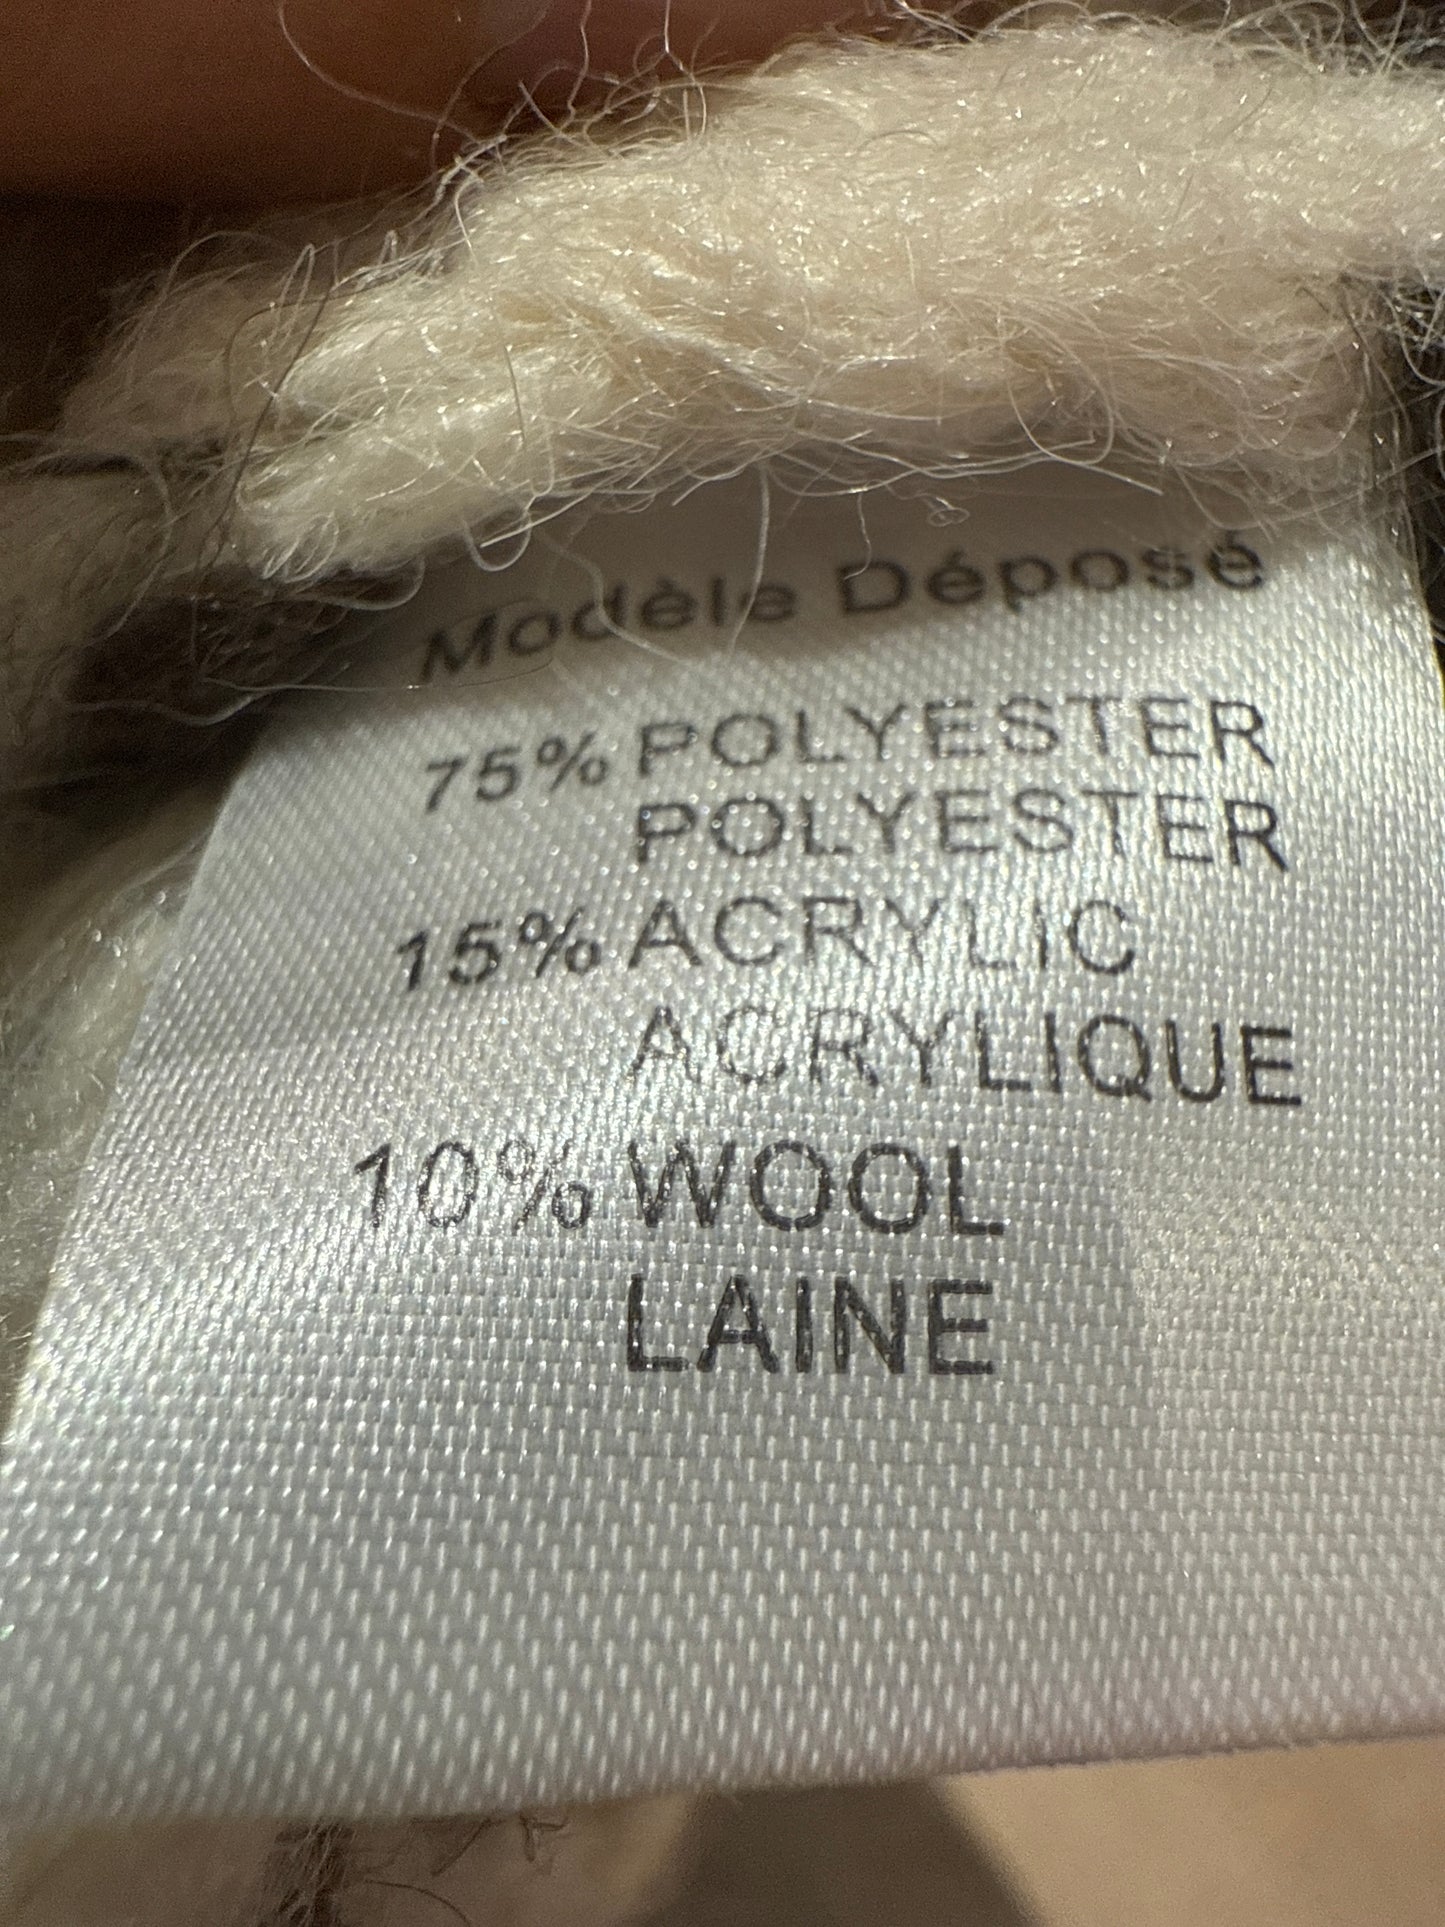 Modèle Déposé
75% POLYESTER
POLYESTER
15% ACRYLIC
ACRYLIQUE
10% WOOL
LAINE